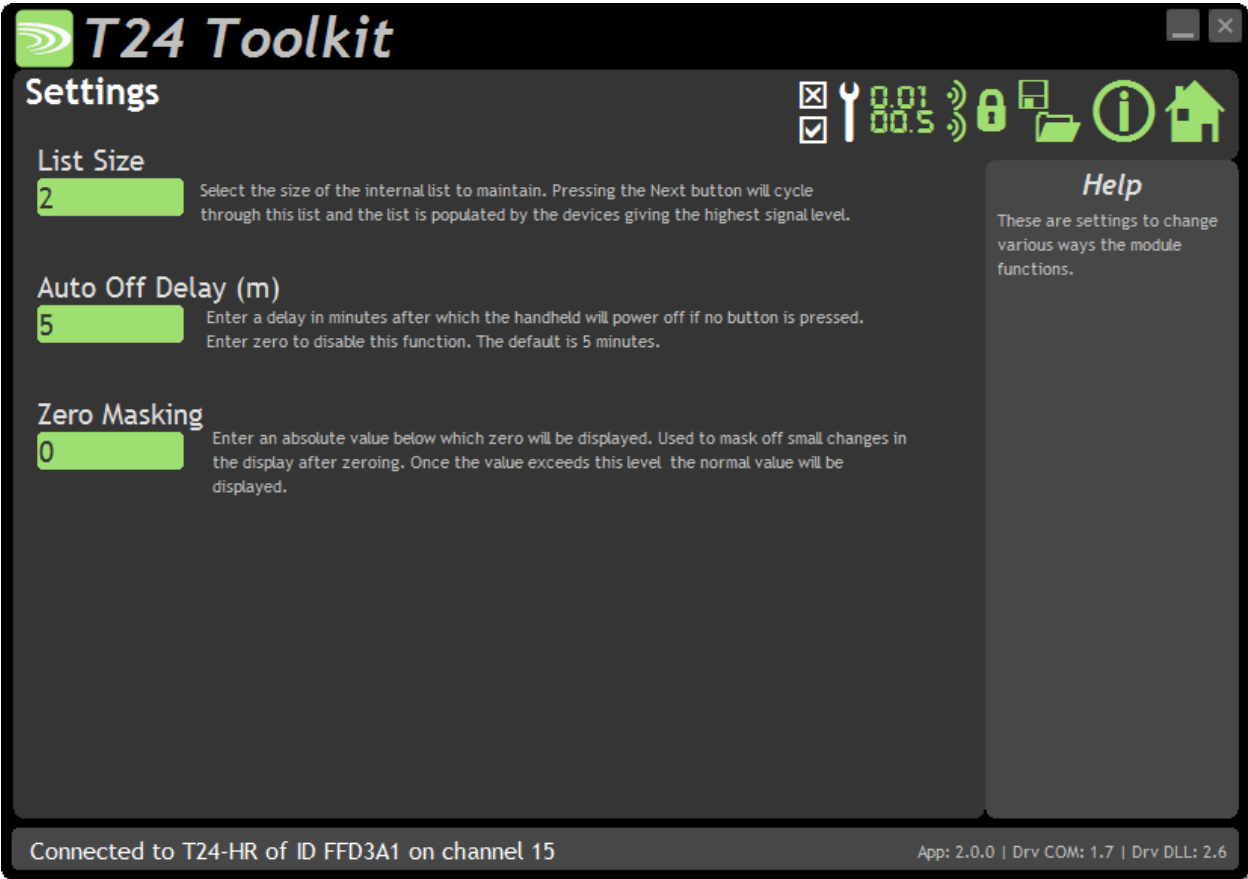 T24 Toolkit
Settings
0.01
00.5
List Size
2
Select the size of the internal list to maintain. Pressing the Next button will cycle
through this list and the list is populated by the devices giving the highest signal level.
Auto Off Delay (m)
5
Enter a delay in minutes after which the handheld will power off if no button is pressed.
Enter zero to disable this function. The default is 5 minutes.
Zero Masking
0
Enter an absolute value below which zero will be displayed. Used to mask off small changes in
the display after zeroing. Once the value exceeds this level  the normal value will be
displayed.
Help
These are settings to change
various ways the module
functions.
Connected to T24-HR of ID FFD3A1 on channel 15
App: 2.0.0 | Drv COM: 1.7 | Drv DLL: 2.6